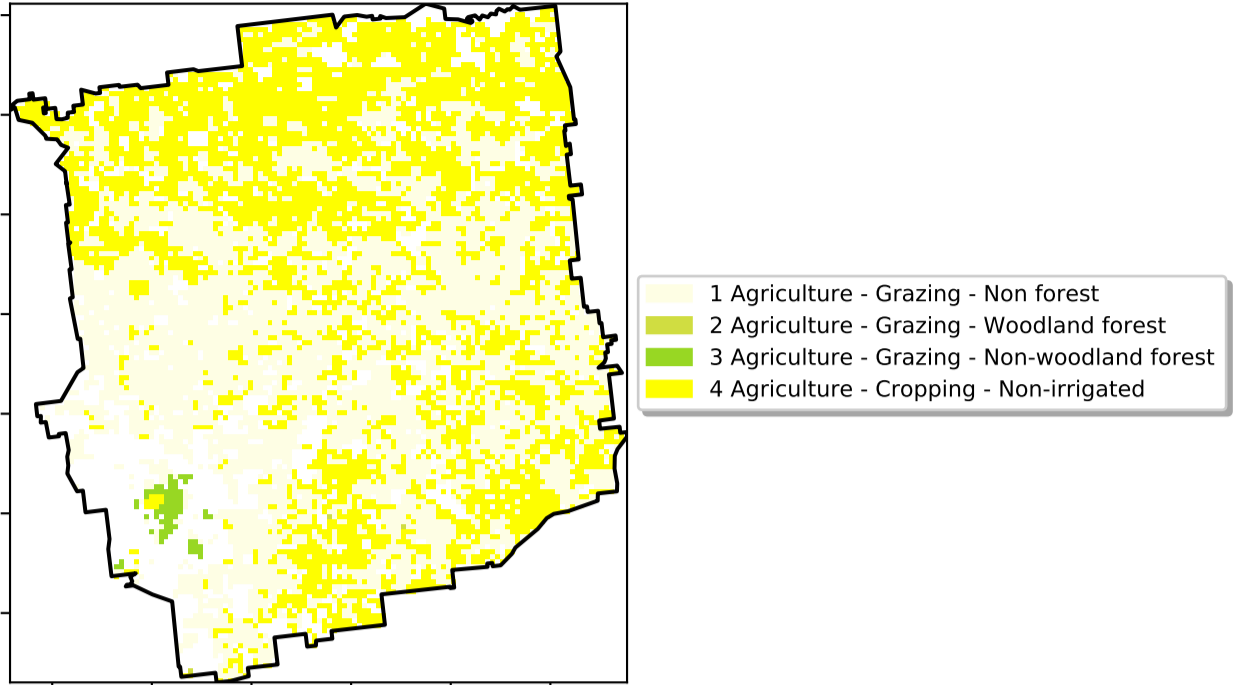 1 Agriculture - Grazing - Non forest
2 Agriculture - Grazing - Woodland forest
3 Agriculture - Grazing - Non-woodland forest
4 Agriculture - Cropping - Non-irrigated